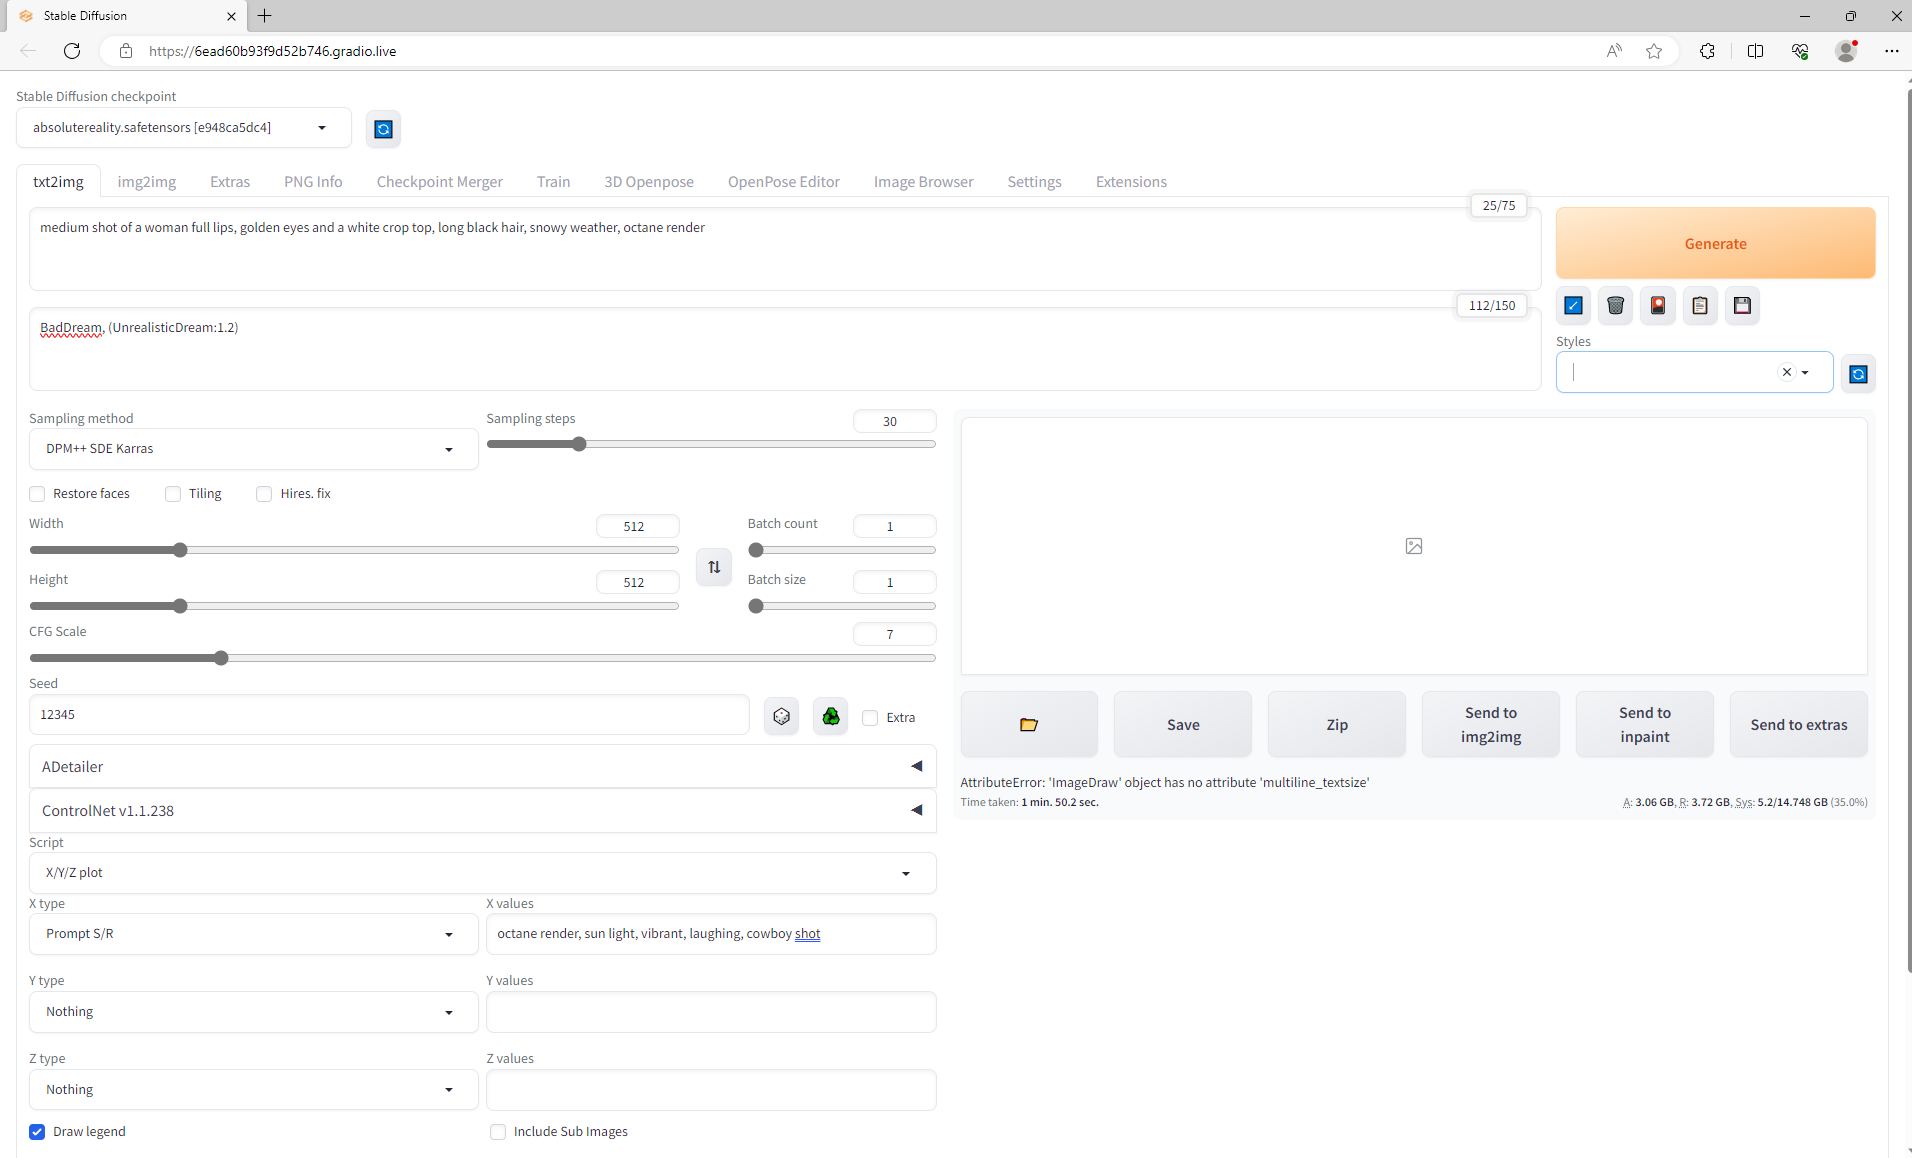 Stable Diffusion
https://6ead60b93f9d52b746.gradio.live
Stable Diffusion checkpoint
absolutereality.safetensors [e948ca5dc4]
txt2img img2img Extras PNG Info Checkpoint Merger Train 3D Openpose OpenPose Editor Image Browser Settings Extensions
25/75
medium shot of a woman full lips, golden eyes and a white crop top, long black hair, snowy weather, octane render
Generate
112/150
BadDream, (UnrealisticDream:1.2)
Styles
Sampling method
DPM++ SDE Karras
Sampling steps
30
Restore faces Tiling Hires. fix
Width
512
Batch count
1
Height
512
Batch size
1
CFG Scale
7
Seed
12345
Extra
Save
Zip
Send to
img2img
Send to
inpaint
Send to extras
AttributeError: 'ImageDraw' object has no attribute 'multiline_textsize'
Time taken: 1 min. 50.2 sec.
A: 3.06 GB, R: 3.72 GB, Sys: 5.2/14.748 GB (35.0%)
ADetailer
ControlNet v1.1.238
Script
X/Y/Z plot
X type
Prompt S/R
X values
octane render, sun light, vibrant, laughing, cowboy shot
Y type
Nothing
Y values
Z type
Nothing
Z values
Draw legend
Include Sub Images